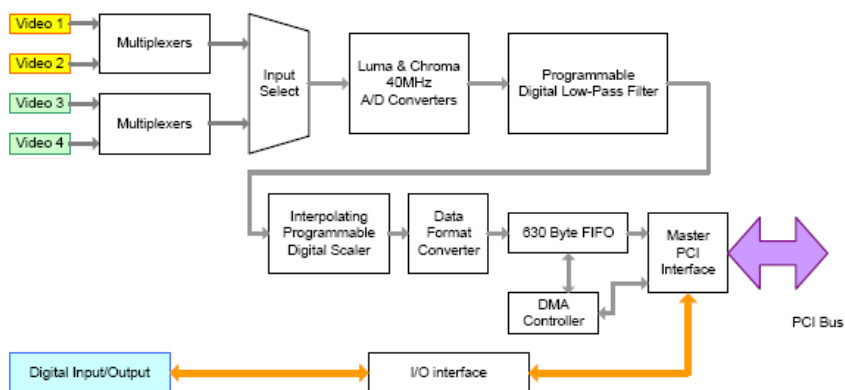 Video 1
Video 2
Video 3
Video 4
Multiplexers
Multiplexers
Input
Select
Luma & Chroma
40MHz
A/D Converters
Programmable
Digital Low-Pass Filter
Interpolating
Programmable
Digital Scaler
Data
Format
Converter
630 Byte FIFO
Master
PCI
Interface
DMA
Controller
PCI Bus
Digital Input/Output
I/O interface